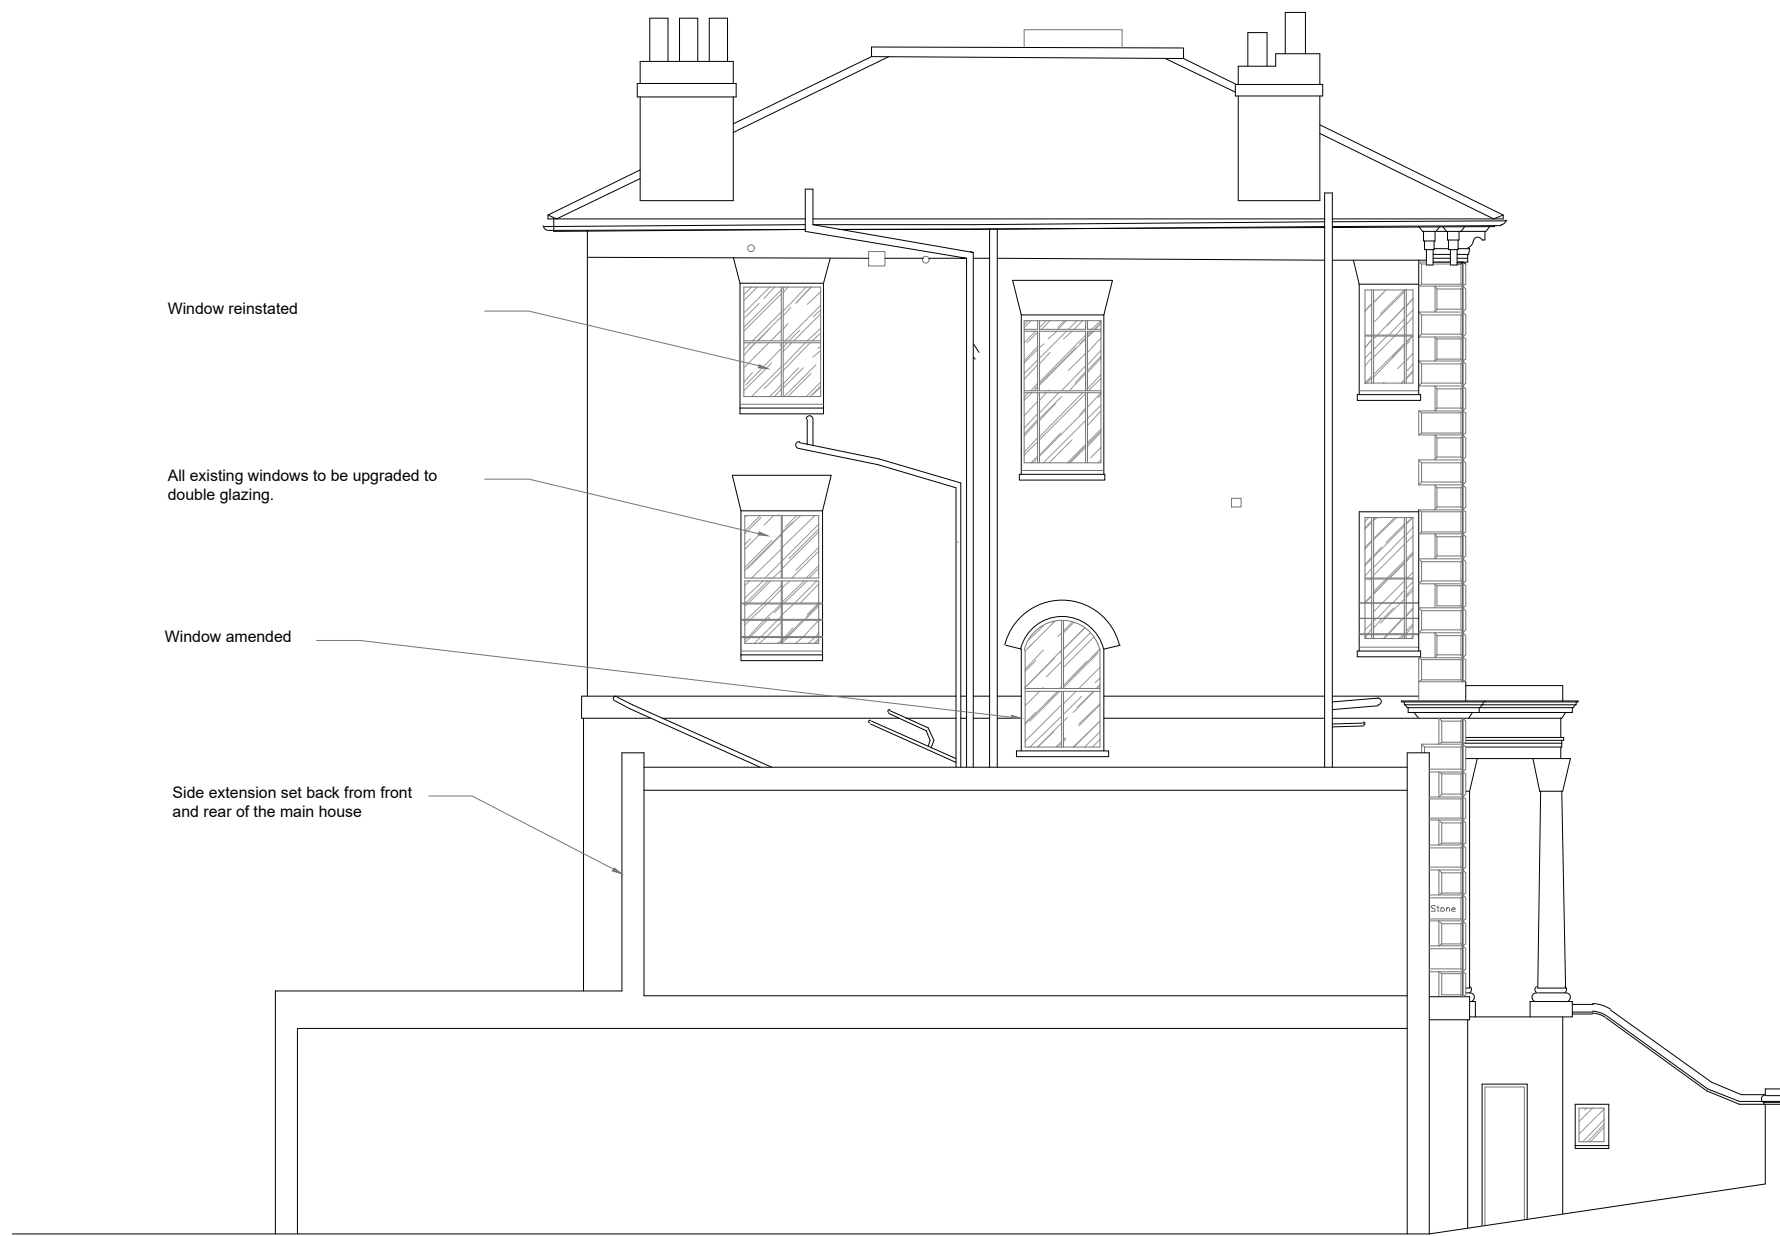 Window reinstated
All existing windows to be upgraded to
double glazing.
Window amended
Side extension set back from front
and rear of the main house
Stone